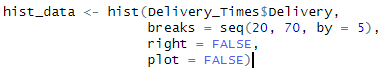 hist_data <- hist(Delivery_Times$Delivery,
breaks = seq(20, 70, by = 5),
right = FALSE,
plot = FALSE)